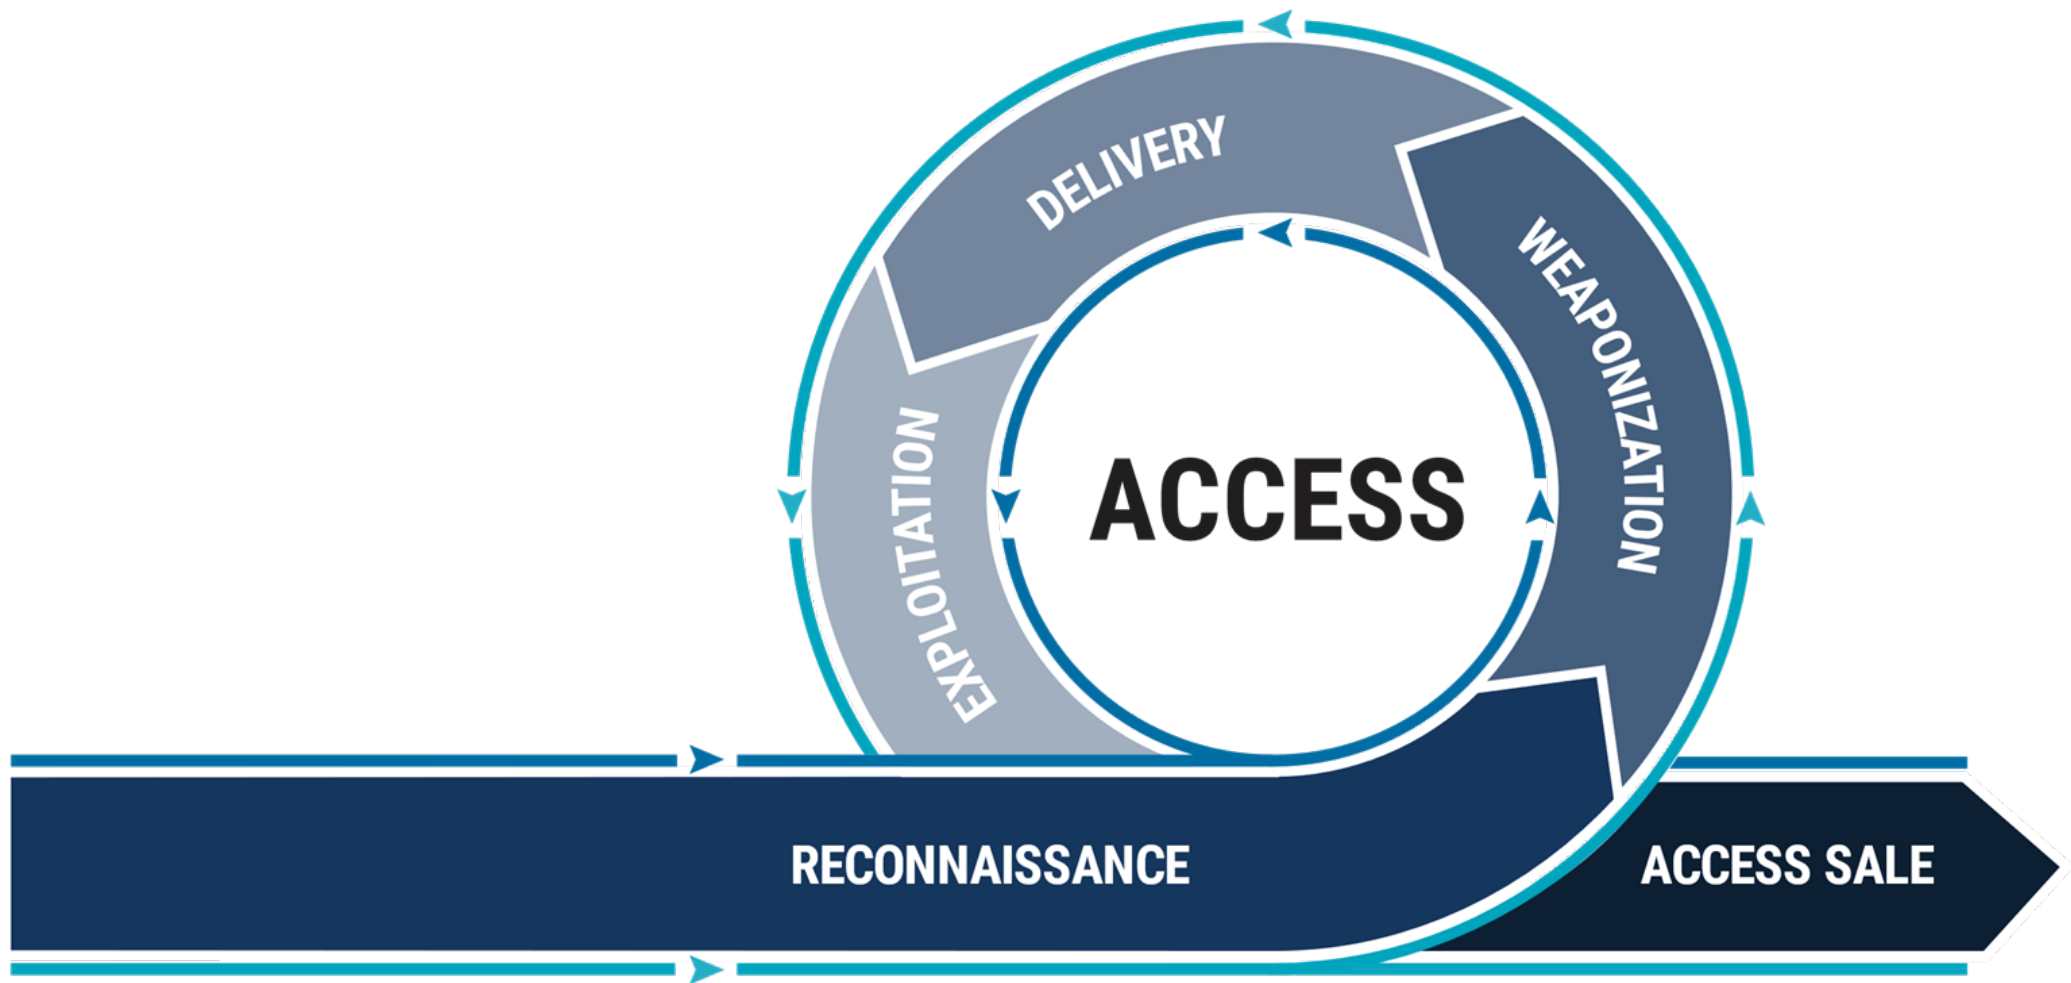 DELIVERY
WEAPONIZATION
EXPLOITATION
ACCESS
RECONNAISSANCE
ACCESS SALE